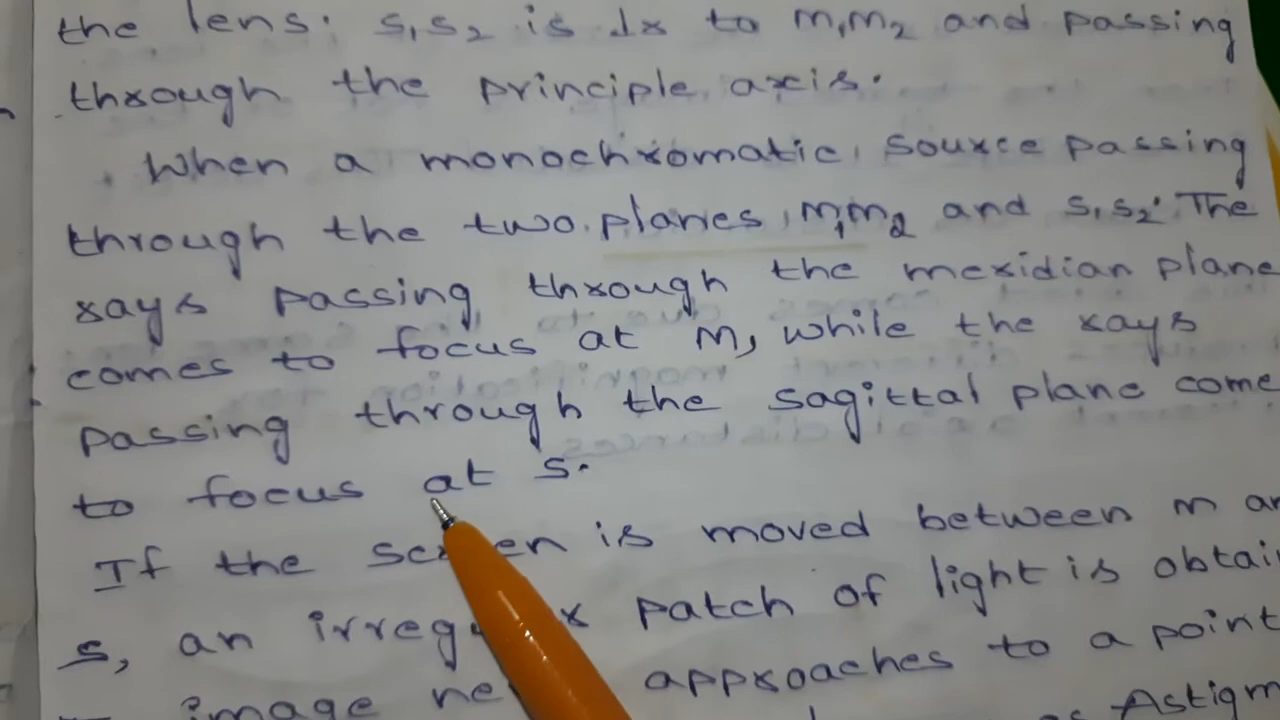 the lens: S₁S₂ is ⊥r to M₁M₂ and passing
through the principle axis.
When a monochromatic source passing
through the two planes M₁M₂ and S₁S₂. The
rays passing through the meridian plane
comes to focus at M, while the rays
passing through the sagittal plane come
to focus at S.
If the screen is moved between M
S, an patch of light is
image approaches to a point